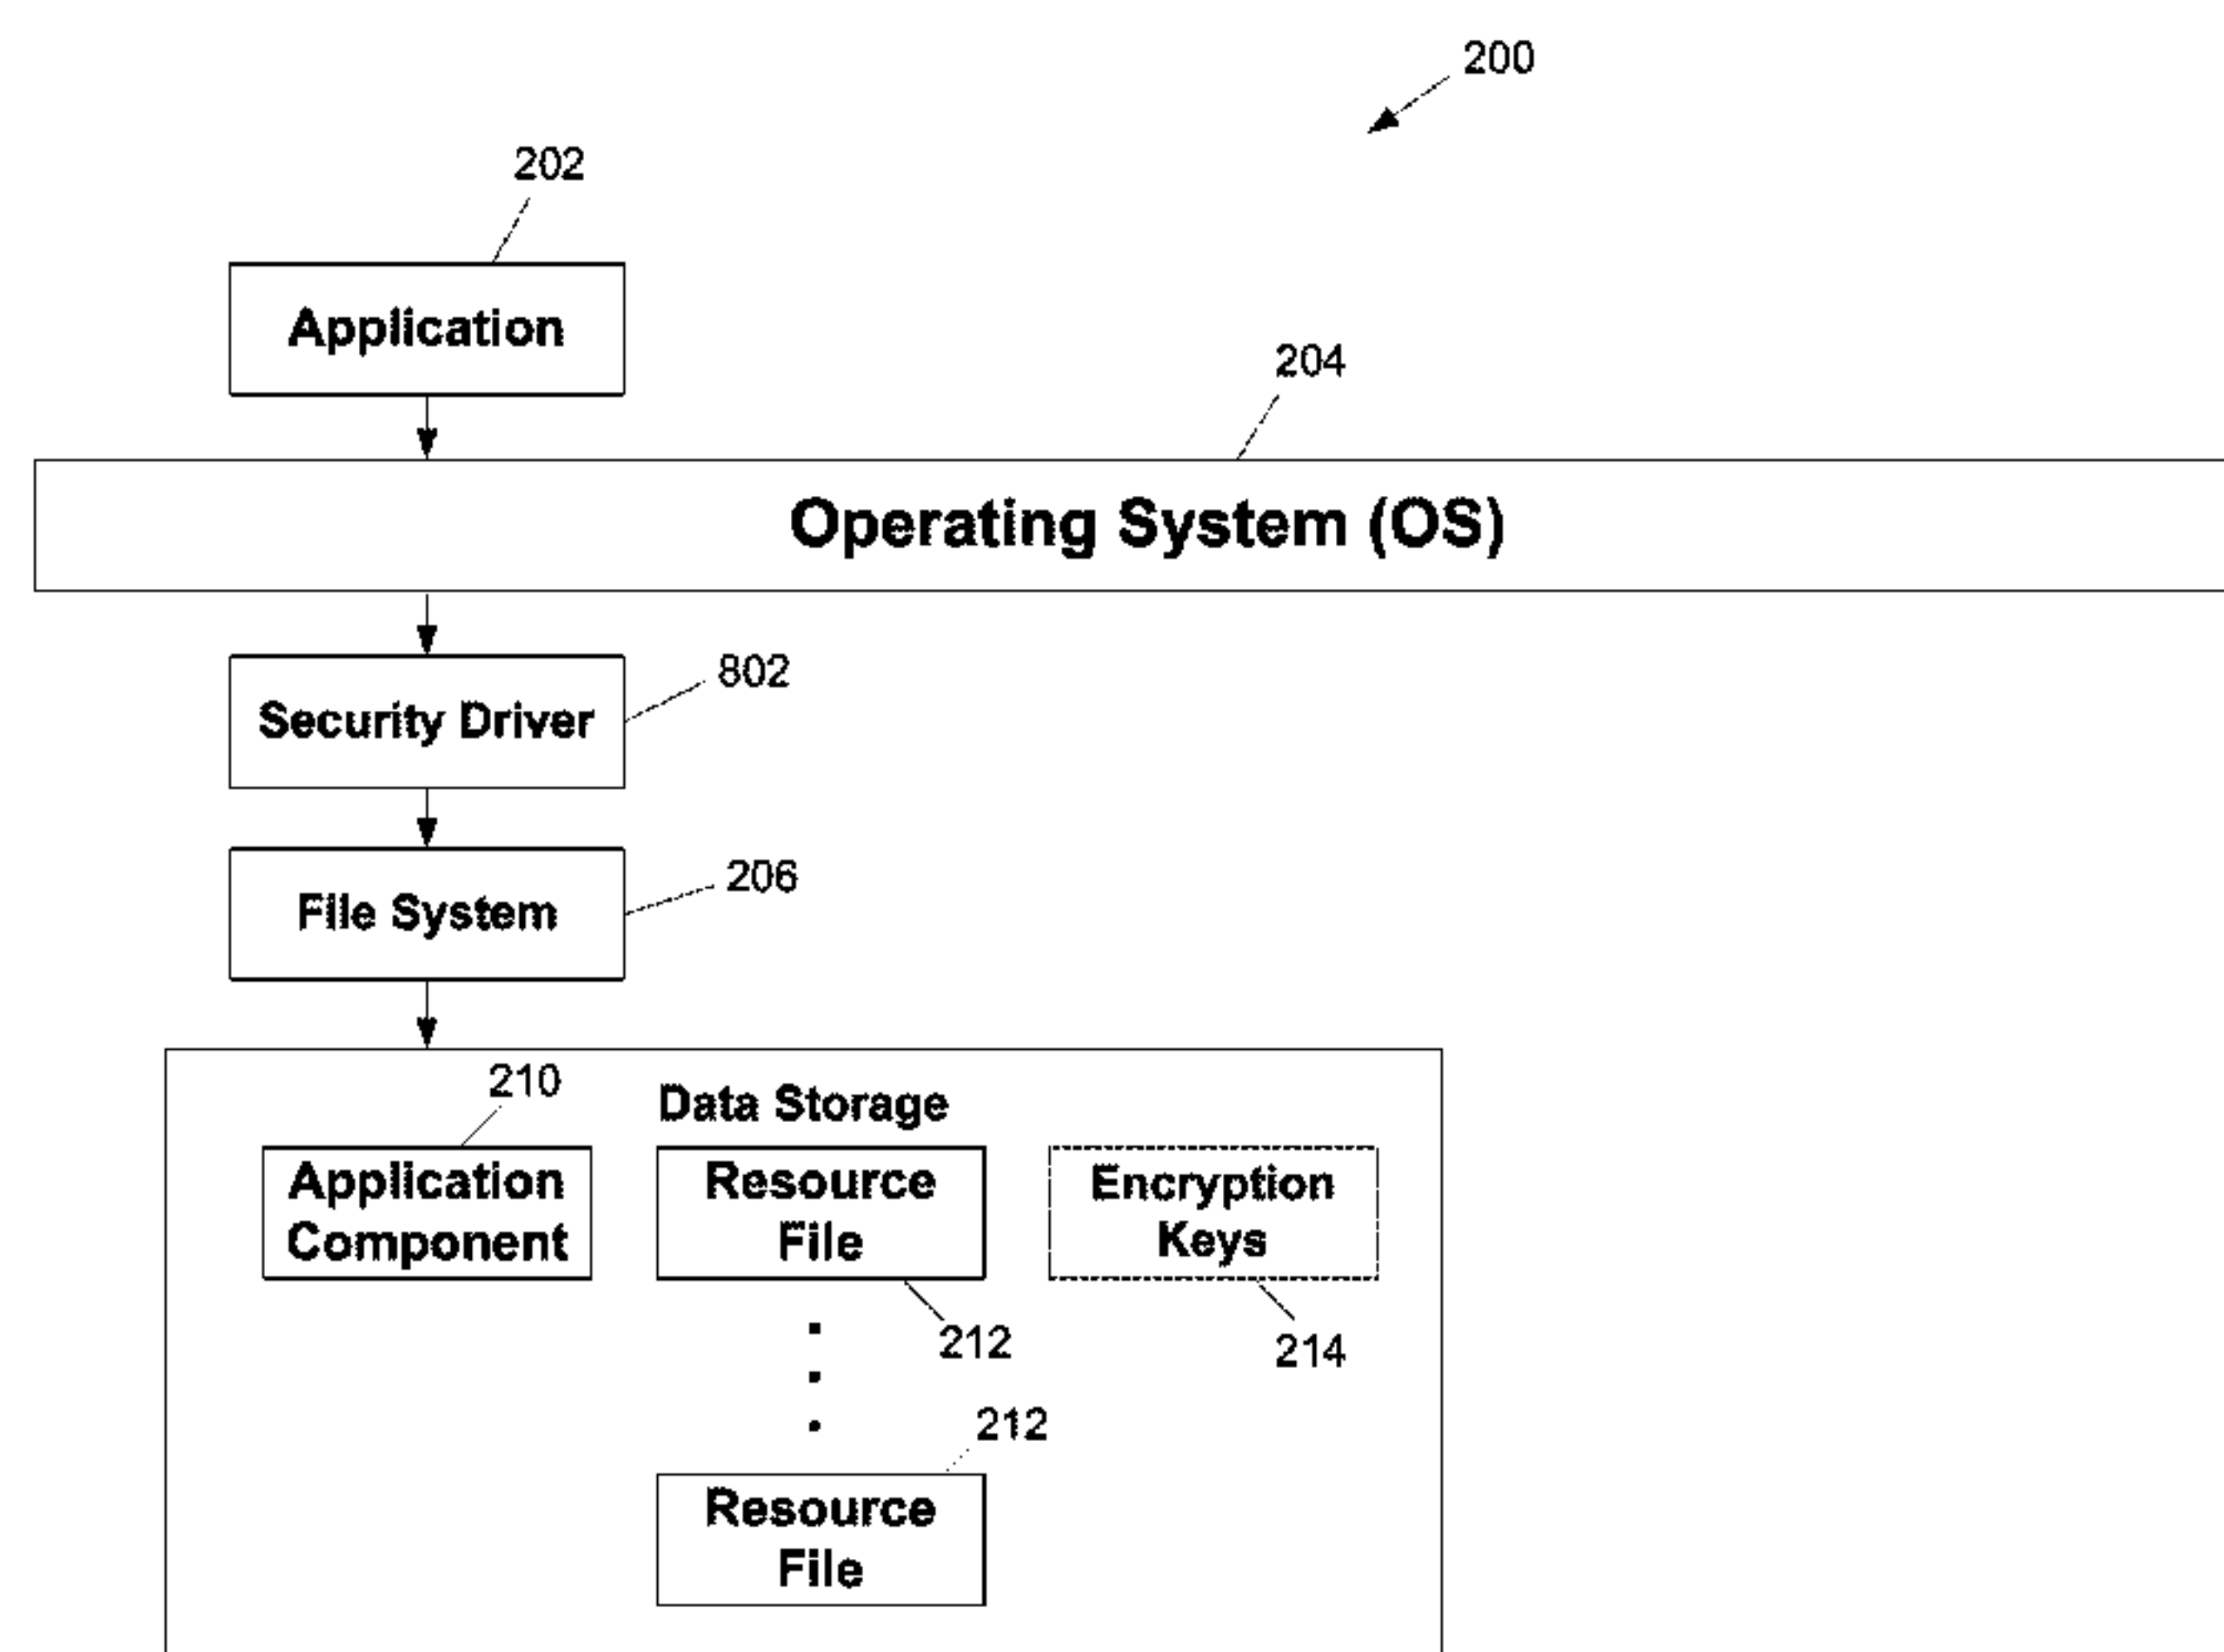 200
202
Application
204
Operating System (OS)
802
Security Driver
206
File System
210
Data Storage
Application
Component
Resource
File
Encryption
Keys
212
214
212
Resource
File